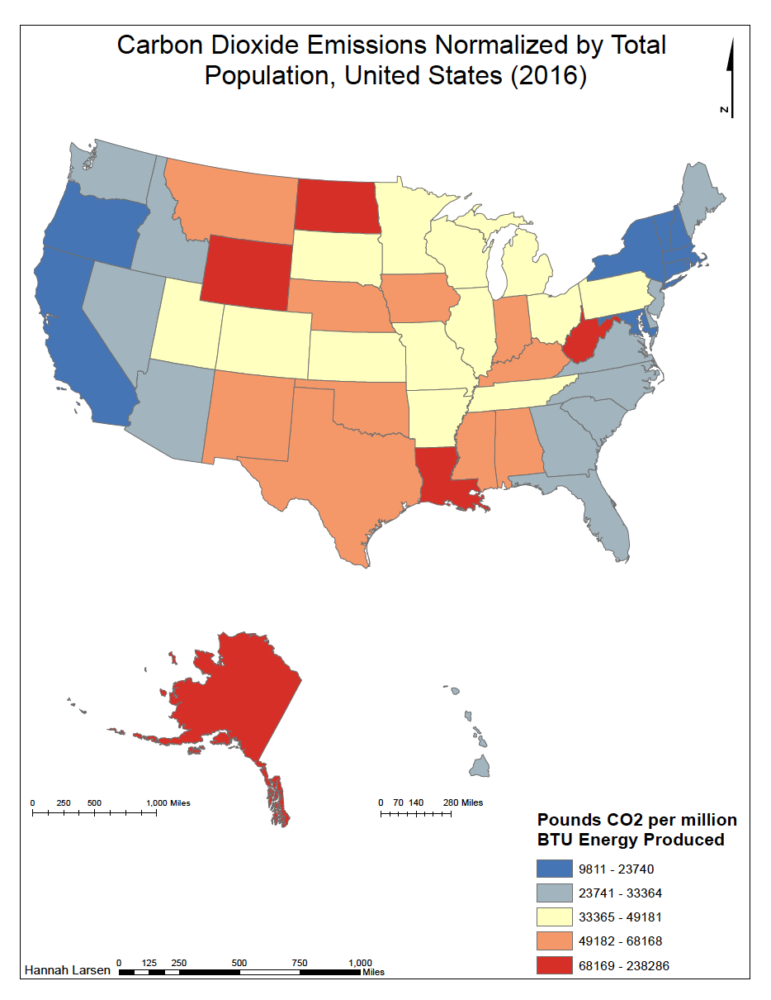 Carbon Dioxide Emissions Normalized by Total
Population, United States (2016)
N
0 250 500 1,000 Miles
0 70 140 280 Miles
Pounds CO2 per million
BTU Energy Produced
9811 - 23740
23741 - 33364
33365 - 49181
49182 - 68168
68169 - 238286
Hannah Larsen
0 125 250 500 750 1,000
Miles